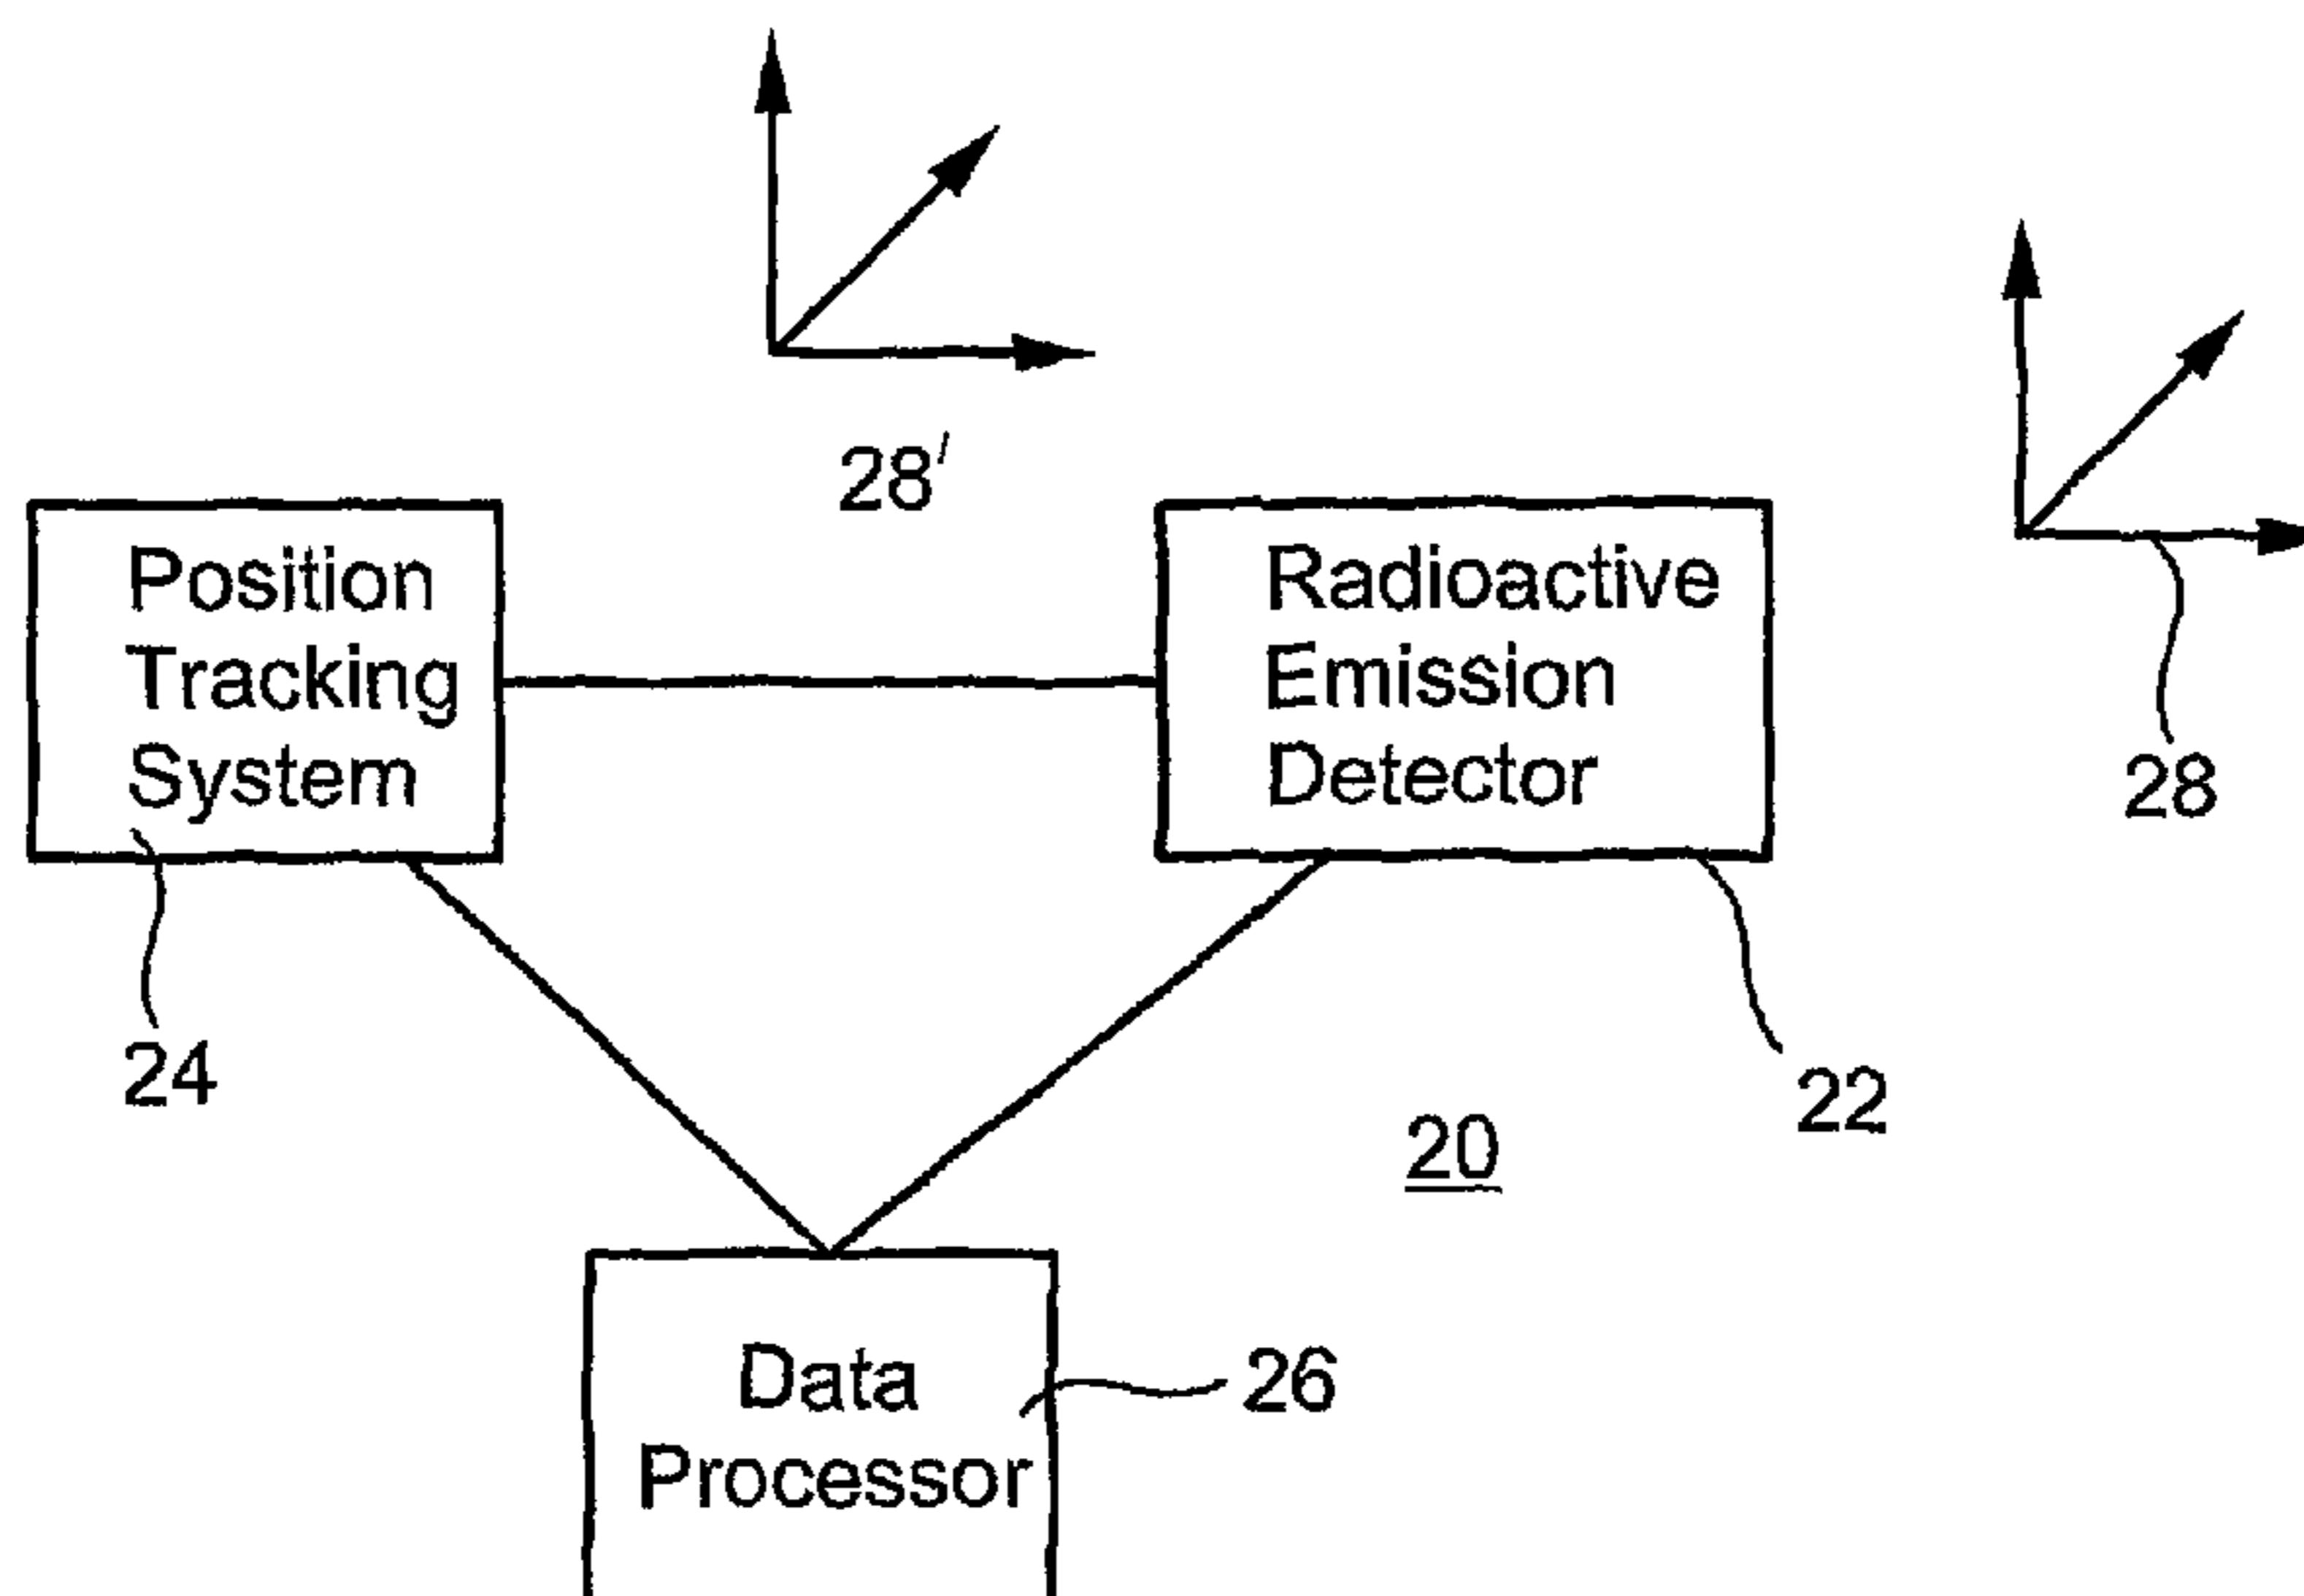 28'
Position
Tracking
System
Radioactive
Emission
Detector
28
24
22
20
Data
Processor
26